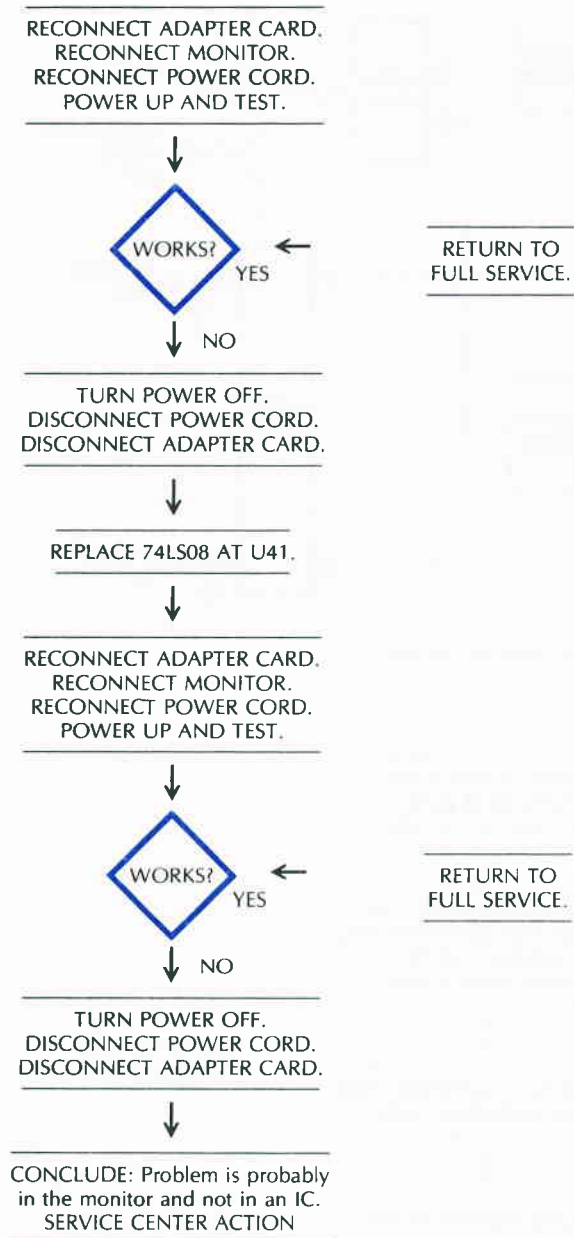 RECONNECT ADAPTER CARD.
RECONNECT MONITOR.
RECONNECT POWER CORD.
POWER UP AND TEST.
WORKS?
YES
RETURN TO
FULL SERVICE.
NO
TURN POWER OFF.
DISCONNECT POWER CORD.
DISCONNECT ADAPTER CARD.
REPLACE 74LS08 AT U41.
RECONNECT ADAPTER CARD.
RECONNECT MONITOR.
RECONNECT POWER CORD.
POWER UP AND TEST.
WORKS?
YES
RETURN TO
FULL SERVICE.
NO
TURN POWER OFF.
DISCONNECT POWER CORD.
DISCONNECT ADAPTER CARD.
CONCLUDE: Problem is probably
in the monitor and not in an IC.
SERVICE CENTER ACTION